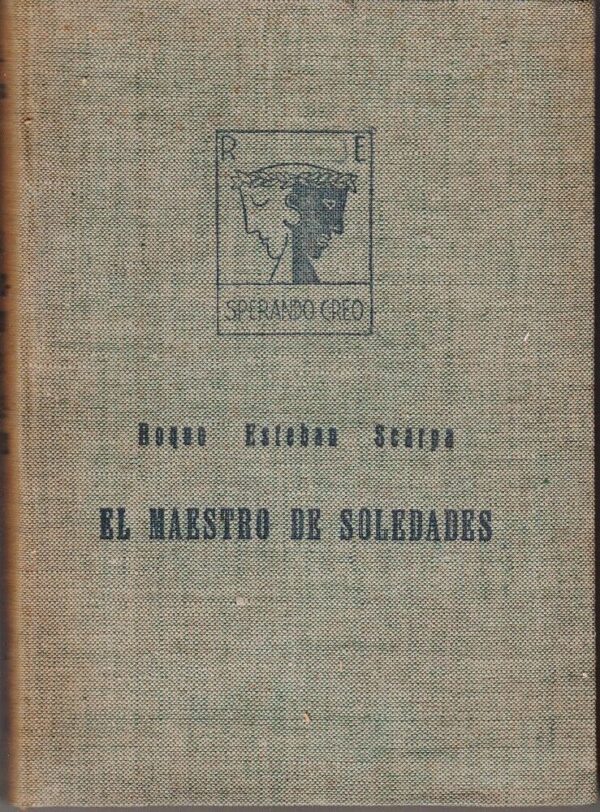 R E
SPERANDO CREO
Roque Esteban Scarpa
EL MAESTRO DE SOLEDADES